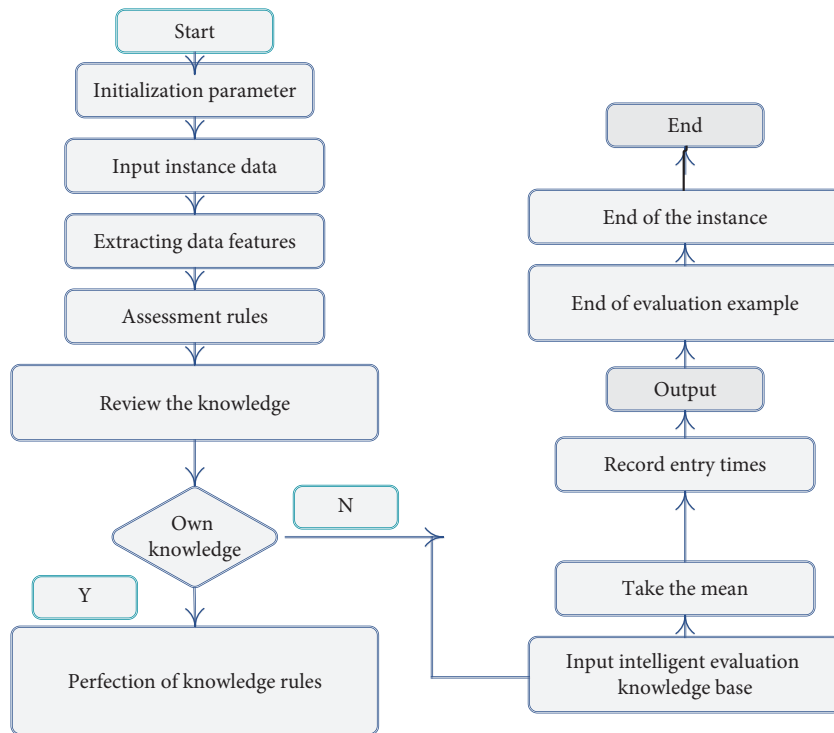 Start
Initialization parameter
Input instance data
Extracting data features
Assessment rules
Review the knowledge
Own
knowledge
N
Y
Perfection of knowledge rules
End
End of the instance
End of evaluation example
Output
Record entry times
Take the mean
Input intelligent evaluation
knowledge base